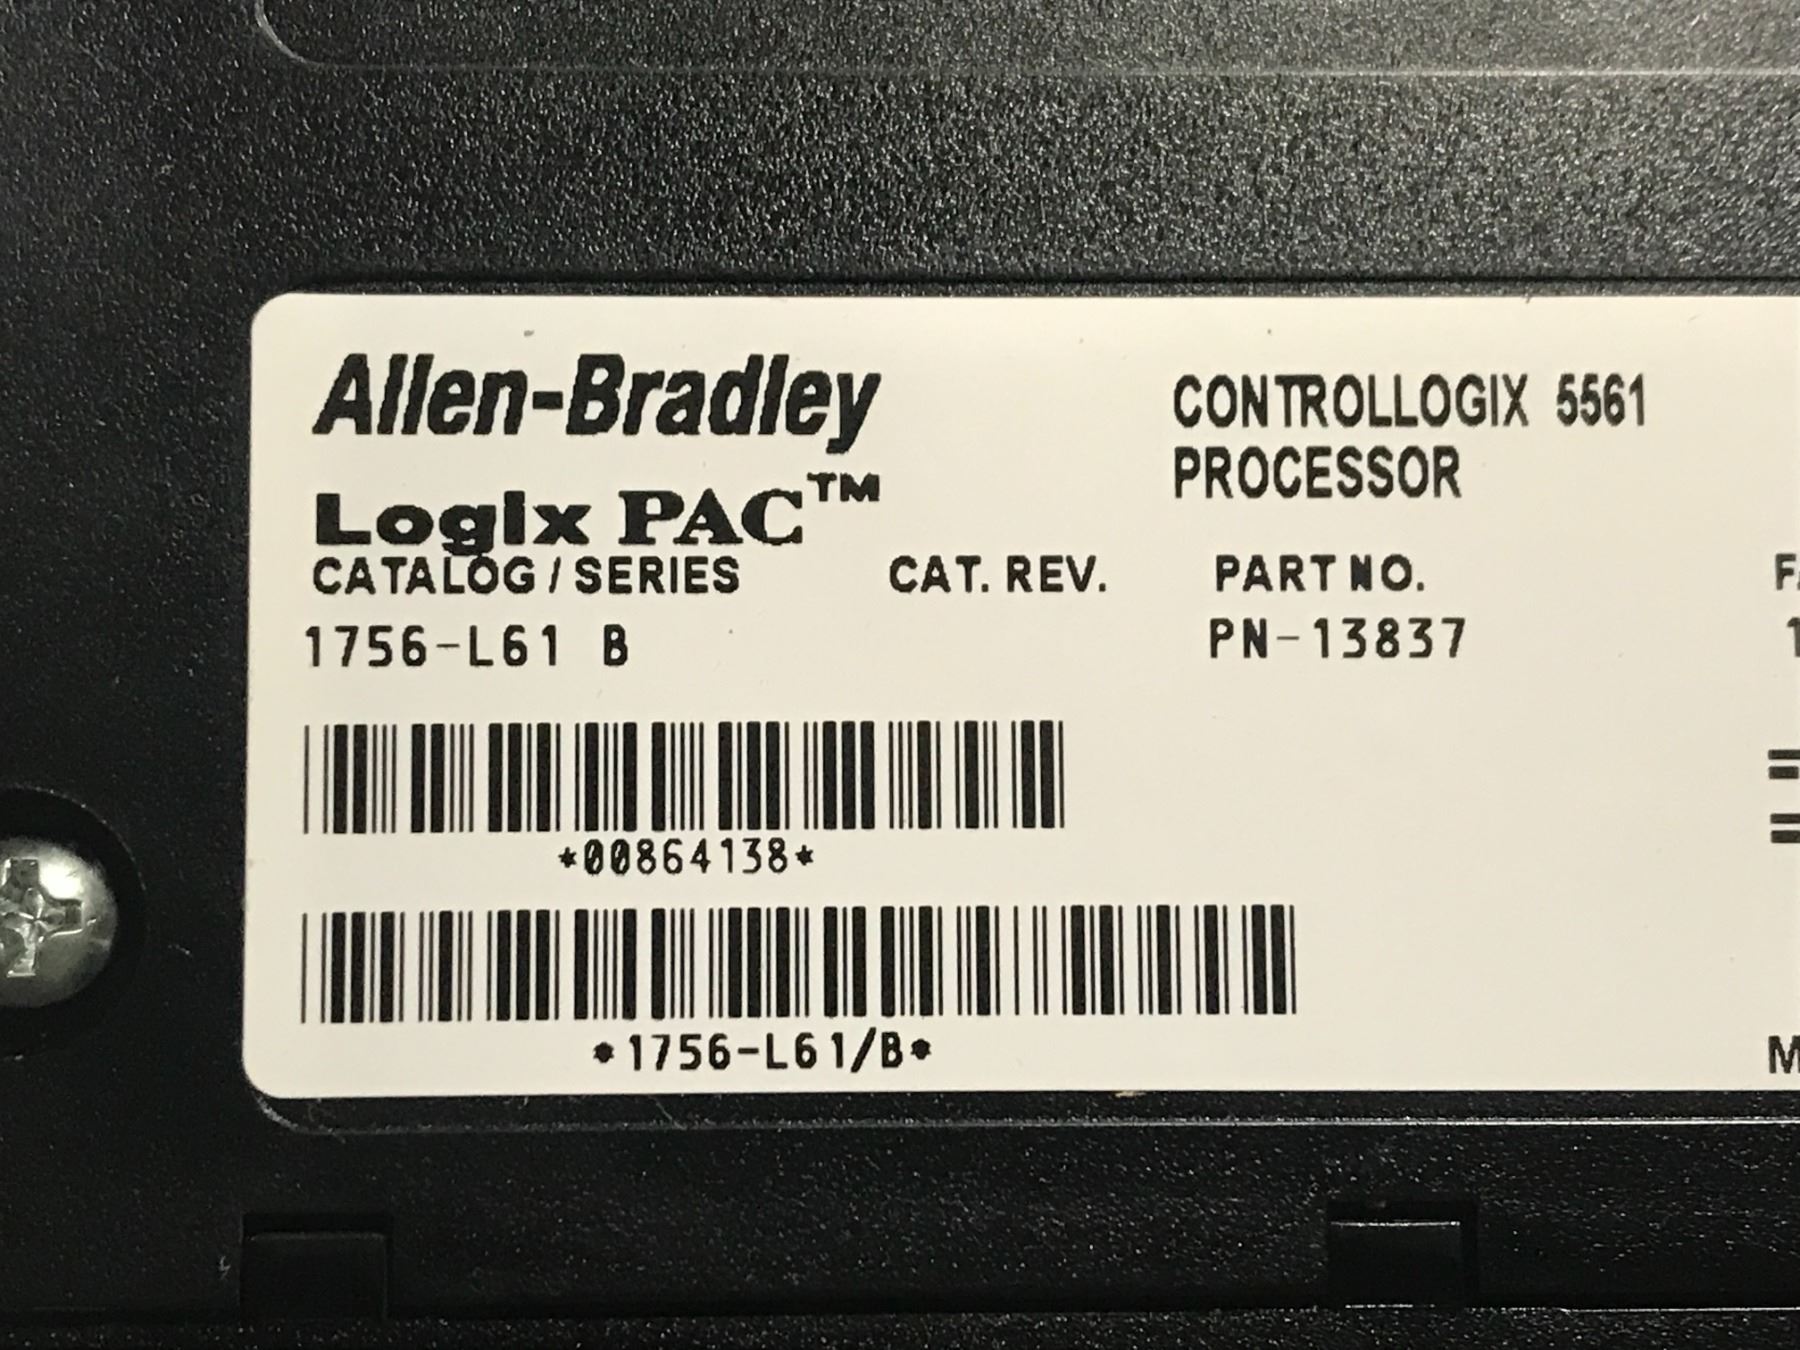 Allen-Bradley
Logix PAC™
CONTROLLOGIX 5561
PROCESSOR
CATALOG / SERIES CAT. REV. PART NO.
1756-L61 B PN-13837
*00864138*
*1756-L61/B*